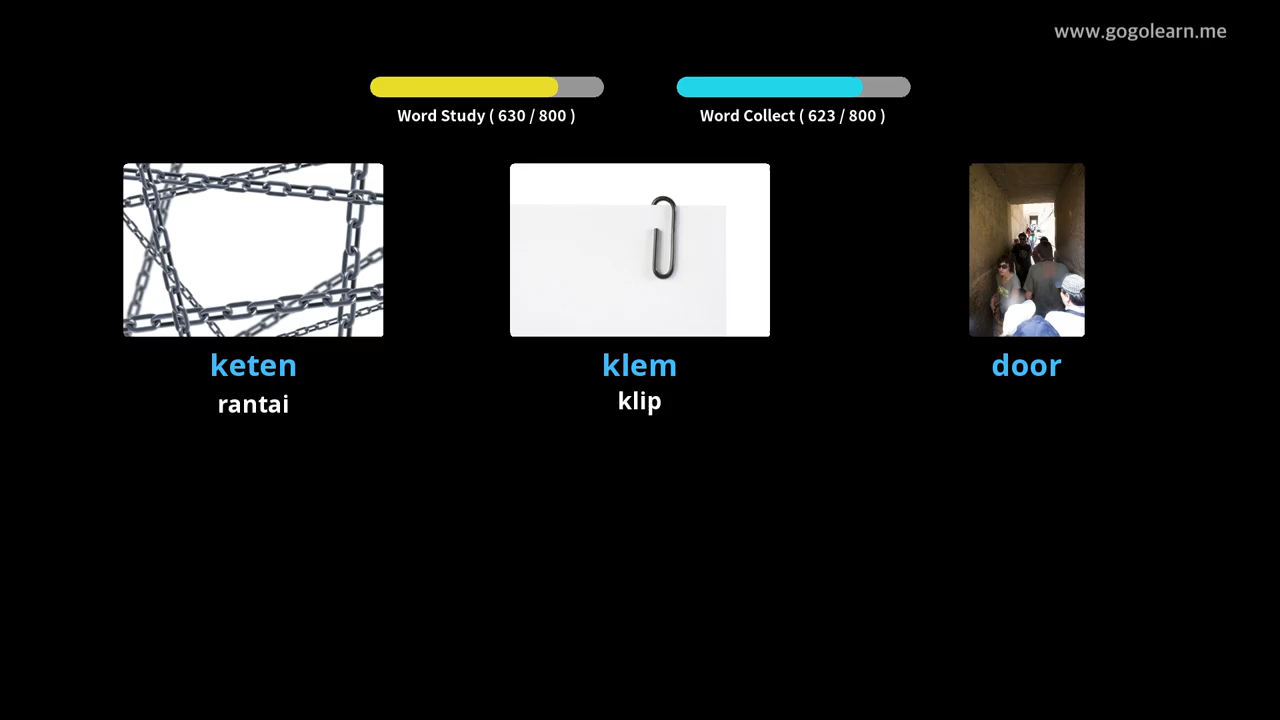 www.gogolearn.me
Word Study ( 630 / 800 )
Word Collect ( 623 / 800 )
keten
klem
door
rantai
klip